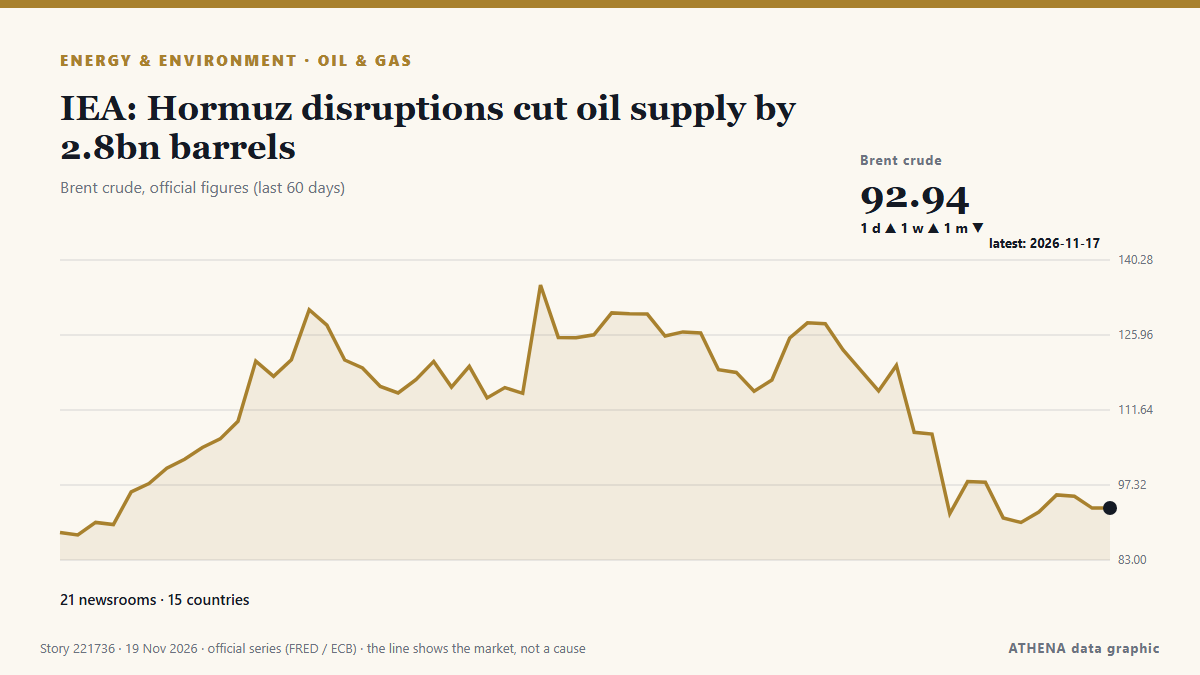 ENERGY & ENVIRONMENT · OIL & GAS
IEA: Hormuz disruptions cut oil supply by
2.8bn barrels
Brent crude, official figures (last 60 days)
Brent crude
92.94
1 d ▲ 1 w ▲ 1 m ▼
latest: 2026-11-17
140.28
125.96
111.64
97.32
83.00
21 newsrooms · 15 countries
Story 221736 · 19 Nov 2026 · official series (FRED / ECB) · the line shows the market, not a cause
ATHENA data graphic